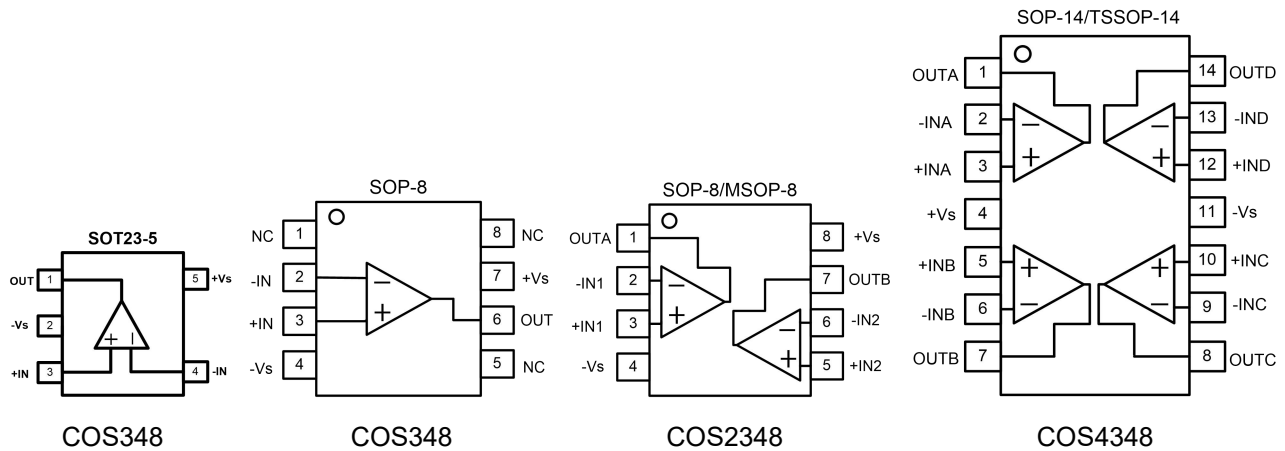 SOT23-5
OUT 1
5 +Vs
-Vs 2
+IN 3
4 -IN
COS348
SOP-8
NC 1
8 NC
-IN 2
7 +Vs
+IN 3
6 OUT
-Vs 4
5 NC
COS348
SOP-8/MSOP-8
OUTA 1
8 +Vs
-IN1 2
7 OUTB
+IN1 3
6 -IN2
-Vs 4
5 +IN2
COS2348
SOP-14/TSSOP-14
OUTA 1
14 OUTD
-INA 2
13 -IND
+INA 3
12 +IND
+Vs 4
11 -Vs
+INB 5
10 +INC
-INB 6
9 -INC
OUTB 7
8 OUTC
COS4348